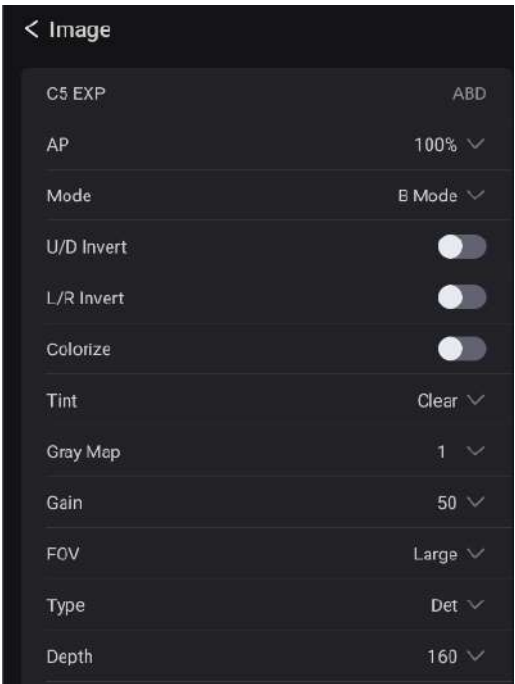 < Image
C5 EXP ABD
AP 100%
Mode B Mode
U/D Invert
L/R Invert
Colorize
Tint Clear
Gray Map 1
Gain 50
FOV Large
Type Det
Depth 160